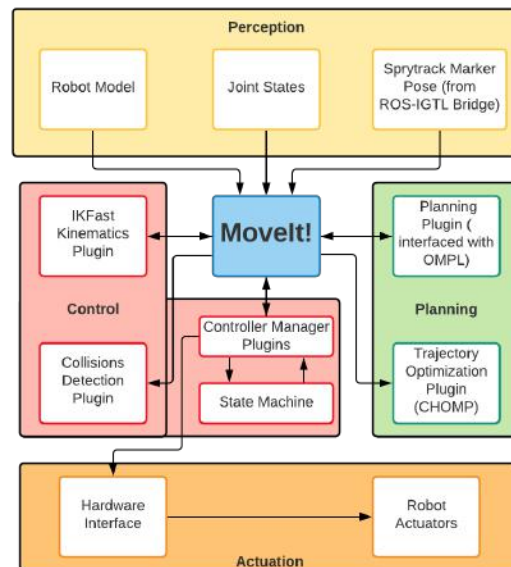 Perception
Robot Model
Joint States
Sprytrack Marker
Pose (from
ROS-IGTL Bridge)
IKFast
Kinematics
Plugin
MoveIt!
Planning
Plugin (
interfaced with
OMPL)
Control
Planning
Controller Manager
Plugins
Collisions
Detection
Plugin
State Machine
Trajectory
Optimization
Plugin
(CHOMP)
Hardware
Interface
Robot
Actuators
Actuation